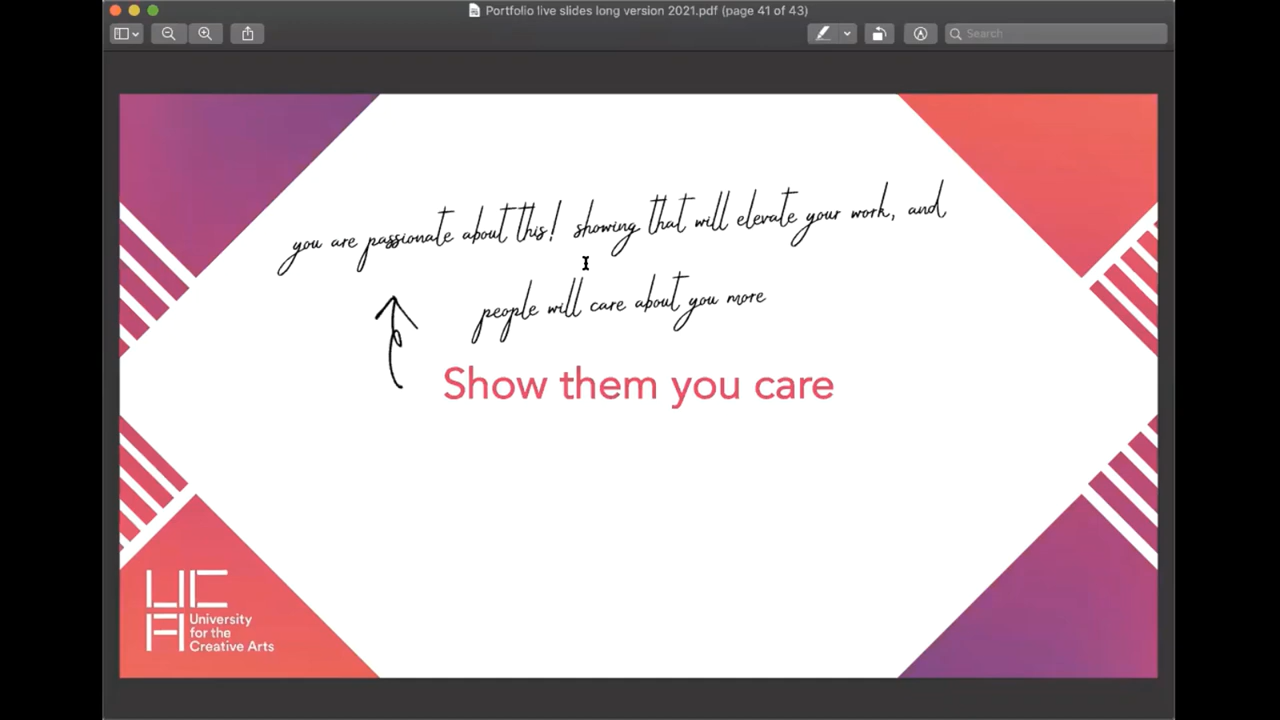 Portfolio live slides long version 2021.pdf (page 41 of 43)
Search
you are passionate about this! showing that will elevate your work, and
people will care about you more
Show them you care
UC
A University
for the
Creative Arts